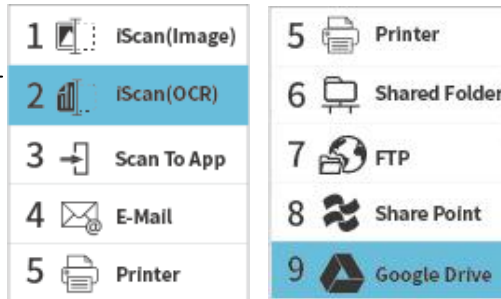 1 iScan(Image)
2 iScan(OCR)
3 Scan To App
4 E-Mail
5 Printer
5 Printer
6 Shared Folder
7 FTP
8 Share Point
9 Google Drive